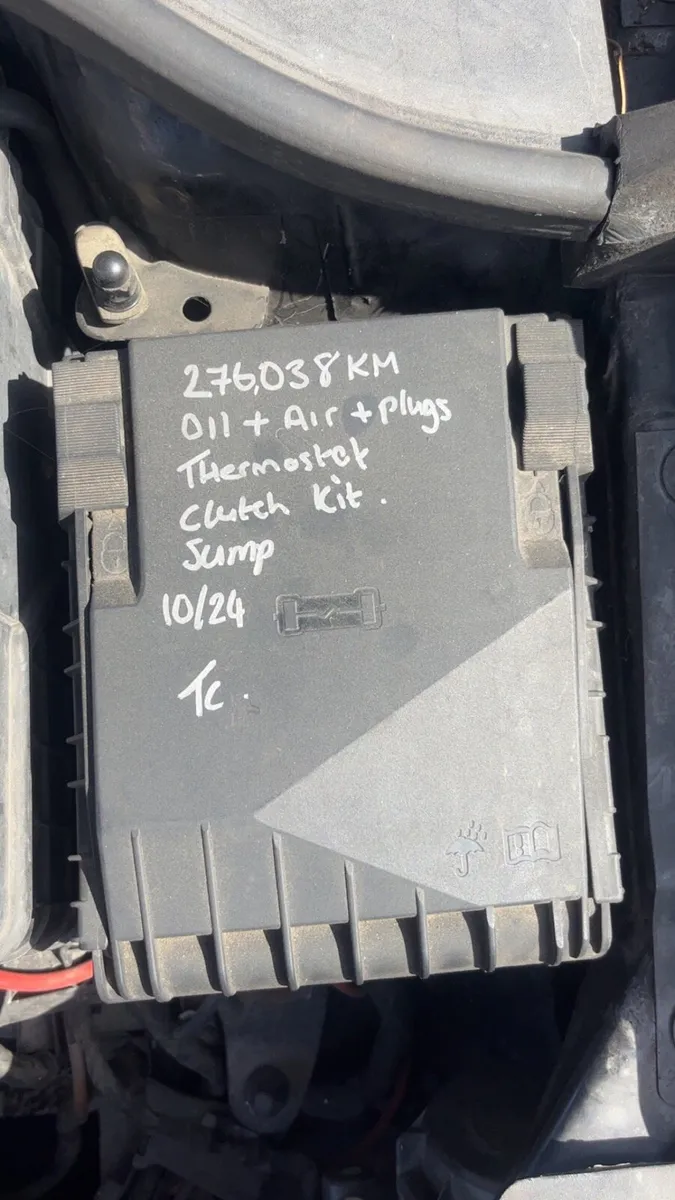 276,038 KM
Oil + Air + plugs
Thermostat
Clutch Kit.
Sump
10/24
Tc.